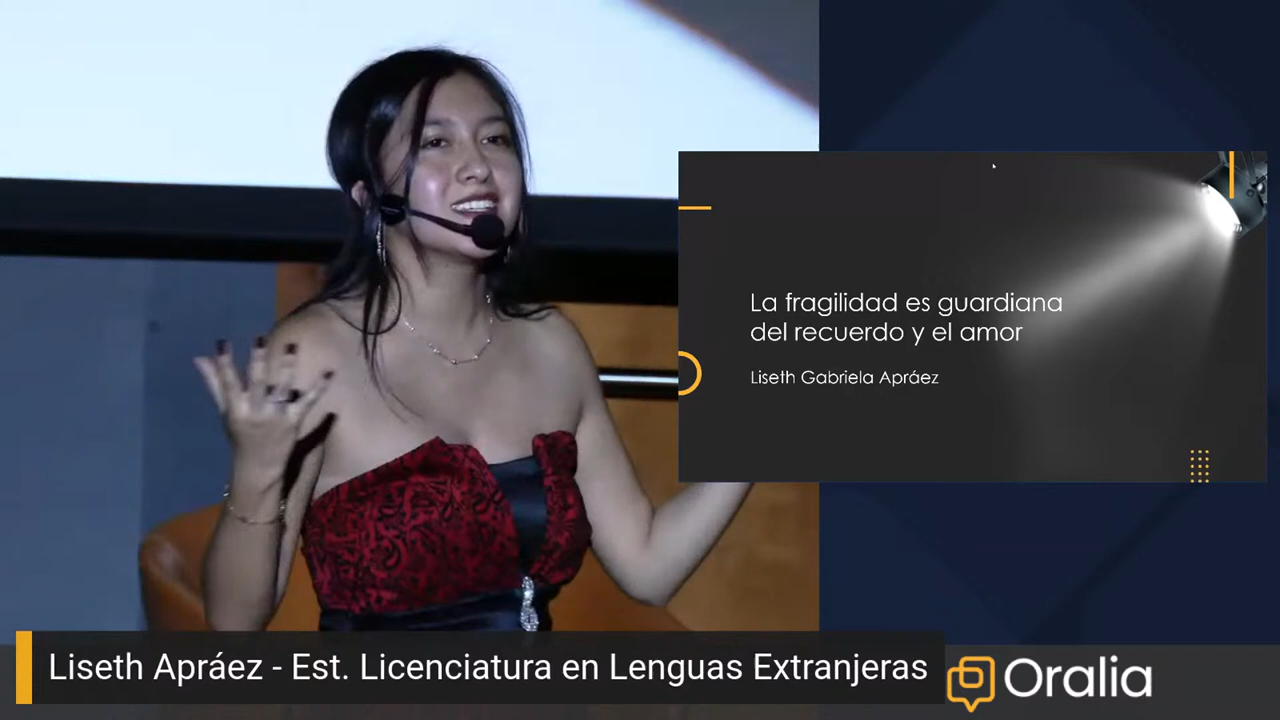 La fragilidad es guardiana
del recuerdo y el amor
Liseth Gabriela Apráez
Liseth Apráez - Est. Licenciatura en Lenguas Extranjeras
Oralia